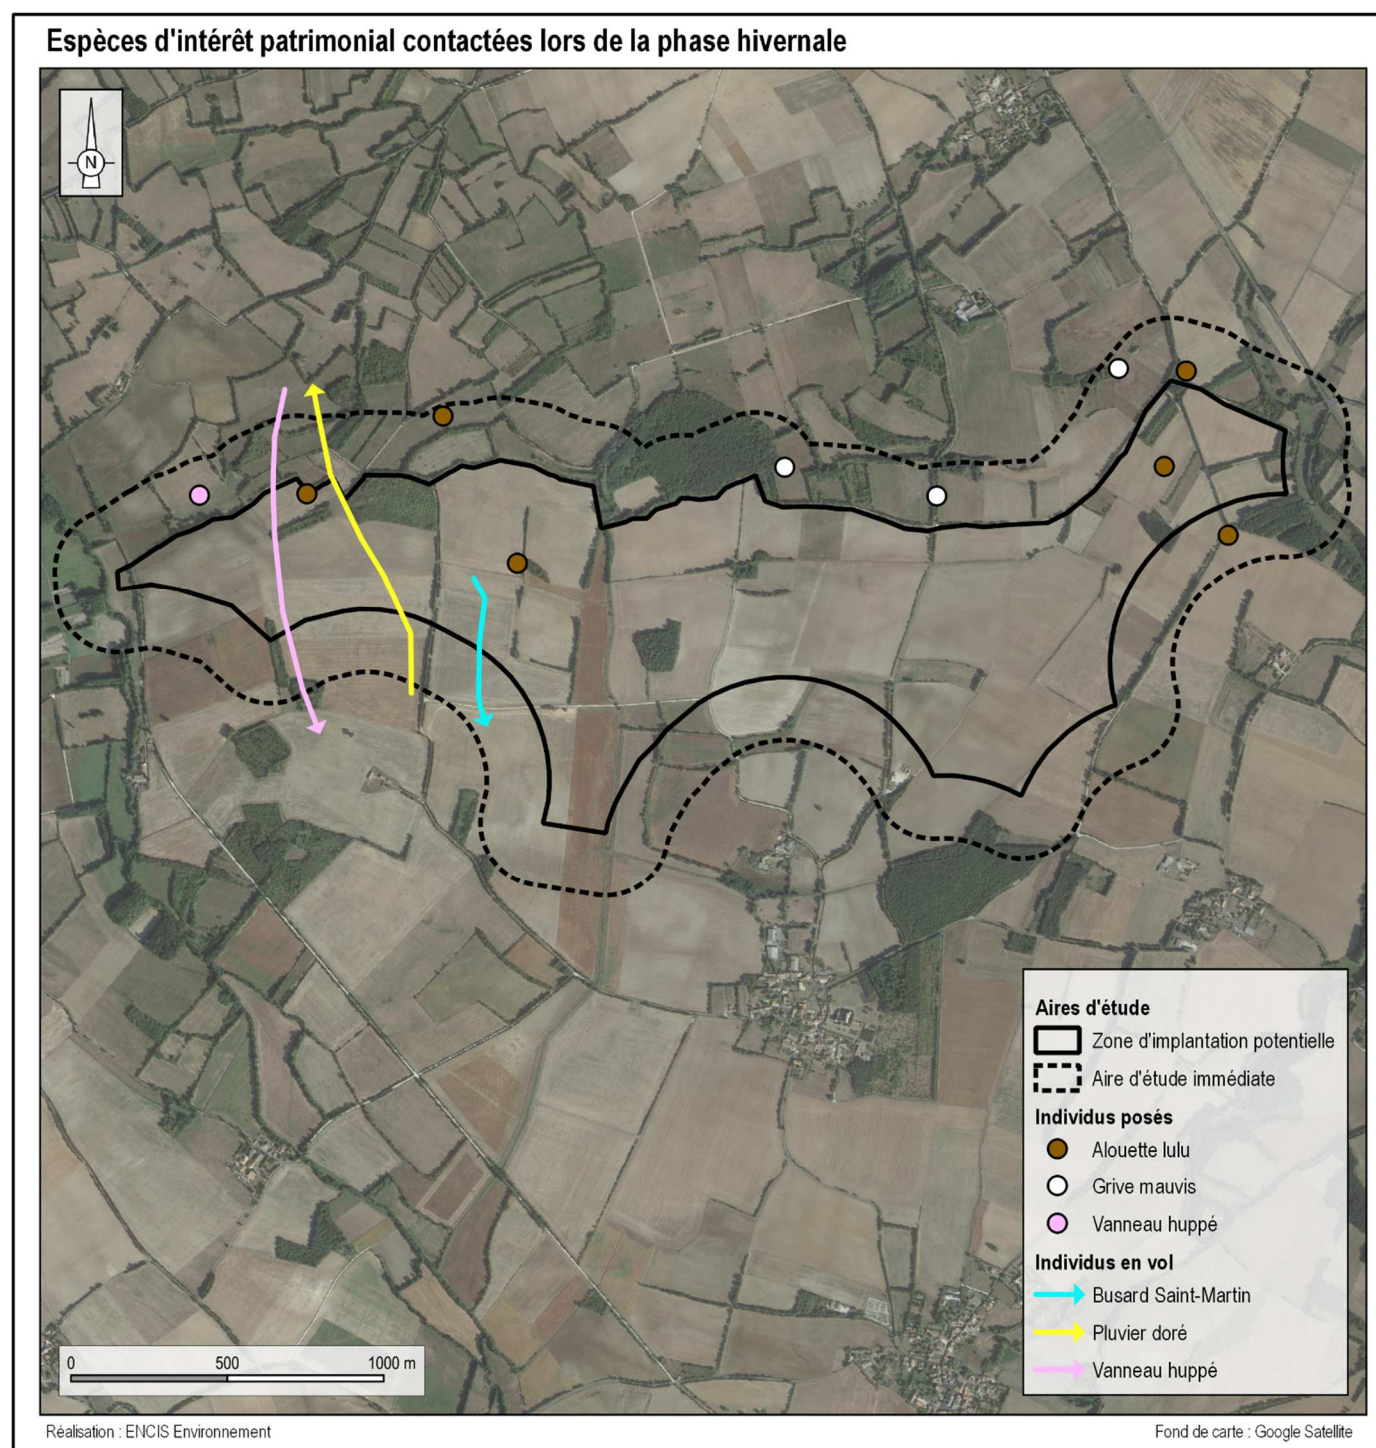 Espèces d'intérêt patrimonial contactées lors de la phase hivernale
N
Aires d'étude
Zone d'implantation potentielle
Aire d'étude immédiate
Individus posés
Alouette lulu
Grive mauvis
Vanneau huppé
Individus en vol
Busard Saint-Martin
Pluvier doré
Vanneau huppé
0 500 1000 m
Réalisation : ENCIS Environnement
Fond de carte : Google Satellite